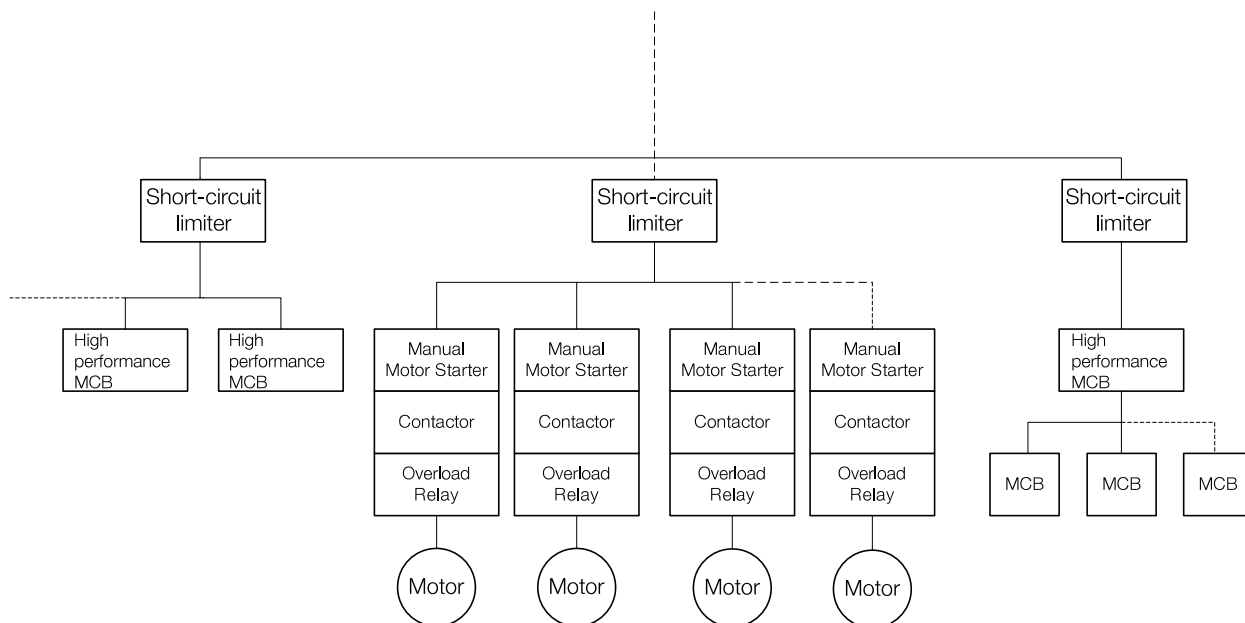 Short-circuit
limiter
Short-circuit
limiter
Short-circuit
limiter
High
performance
MCB
High
performance
MCB
Manual
Motor Starter
Contactor
Overload
Relay
Motor
Manual
Motor Starter
Contactor
Overload
Relay
Motor
Manual
Motor Starter
Contactor
Overload
Relay
Motor
Manual
Motor Starter
Contactor
Overload
Relay
Motor
High
performance
MCB
MCB
MCB
MCB